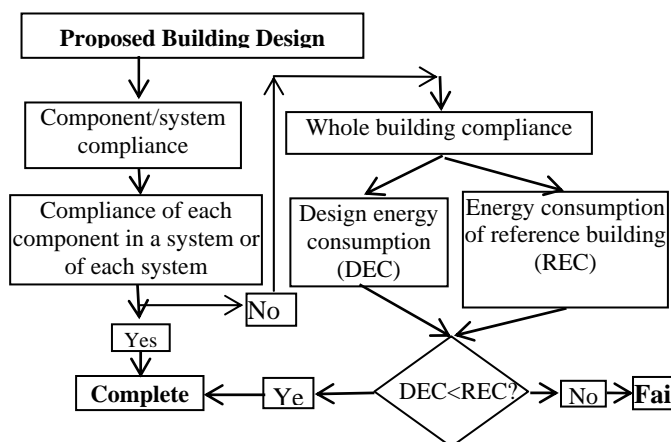 Proposed Building Design
Component/system
compliance
Compliance of each
component in a system or
of each system
No
Yes
Complete
Whole building compliance
Design energy
consumption
(DEC)
Energy consumption
of reference building
(REC)
DEC<REC?
Ye
No
Fai